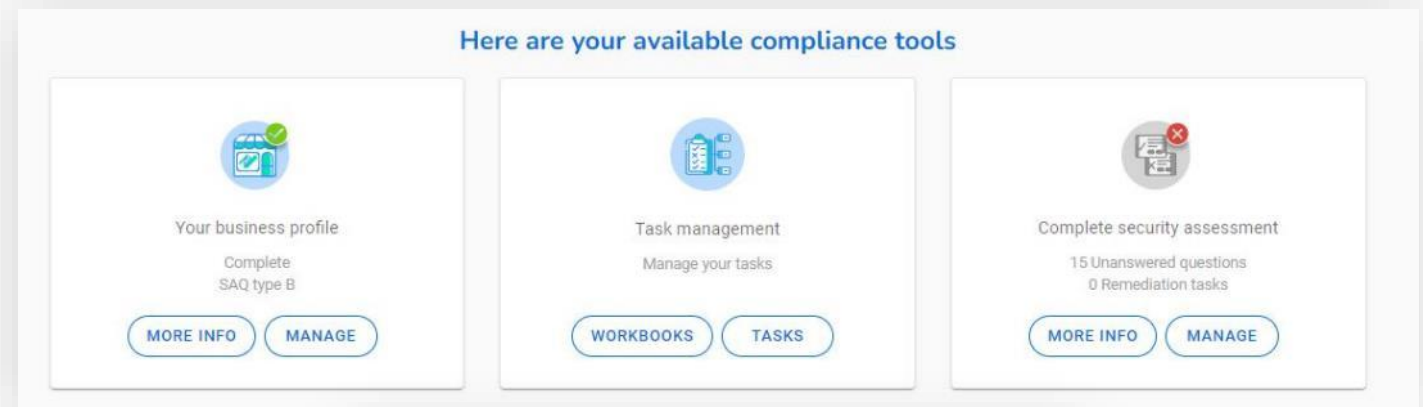 Here are your available compliance tools
Your business profile
Complete
SAQ type B
MORE INFO
MANAGE
Task management
Manage your tasks
WORKBOOKS
TASKS
Complete security assessment
15 Unanswered questions
0 Remediation tasks
MORE INFO
MANAGE